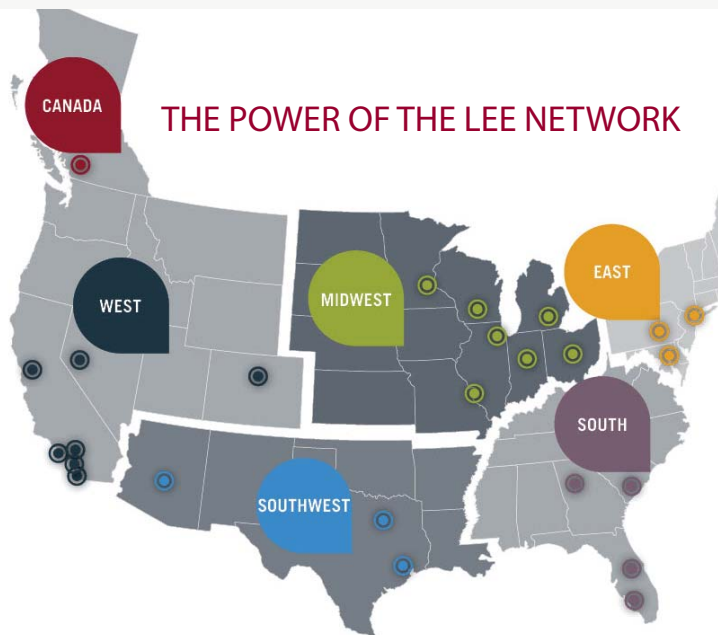 CANADA
THE POWER OF THE LEE NETWORK
EAST
WEST
MIDWEST
SOUTH
SOUTHWEST